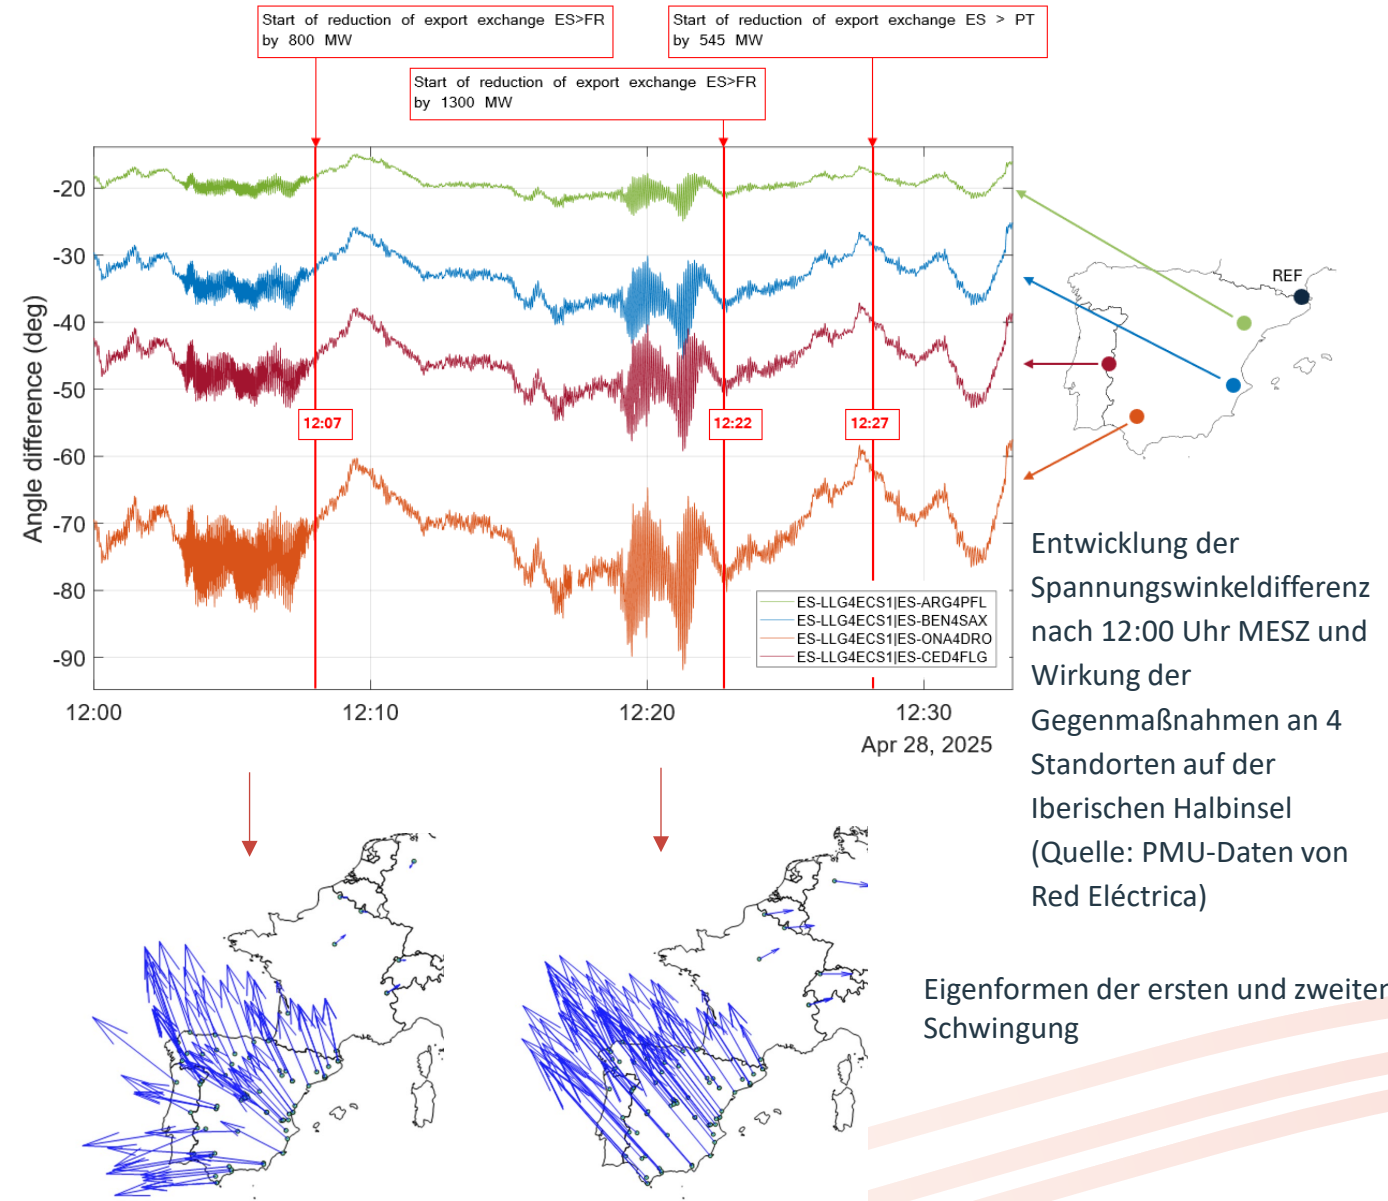 Start of reduction of export exchange ES>FR
by 800 MW
Start of reduction of export exchange ES > PT
by 545 MW
Start of reduction of export exchange ES>FR
by 1300 MW
Angle difference (deg)
-20
-30
-40
-50
-60
-70
-80
-90
12:07
12:22
12:27
ES-LLG4ECS1|ES-ARG4PFL
ES-LLG4ECS1|ES-BEN4SAX
ES-LLG4ECS1|ES-ONA4DRO
ES-LLG4ECS1|ES-CED4FLG
12:00
12:10
12:20
12:30
Apr 28, 2025
REF
Entwicklung der
Spannungswinkeldifferenz
nach 12:00 Uhr MESZ und
Wirkung der
Gegenmaßnahmen an 4
Standorten auf der
Iberischen Halbinsel
(Quelle: PMU-Daten von
Red Eléctrica)
Eigenformen der ersten und zweiten
Schwingung